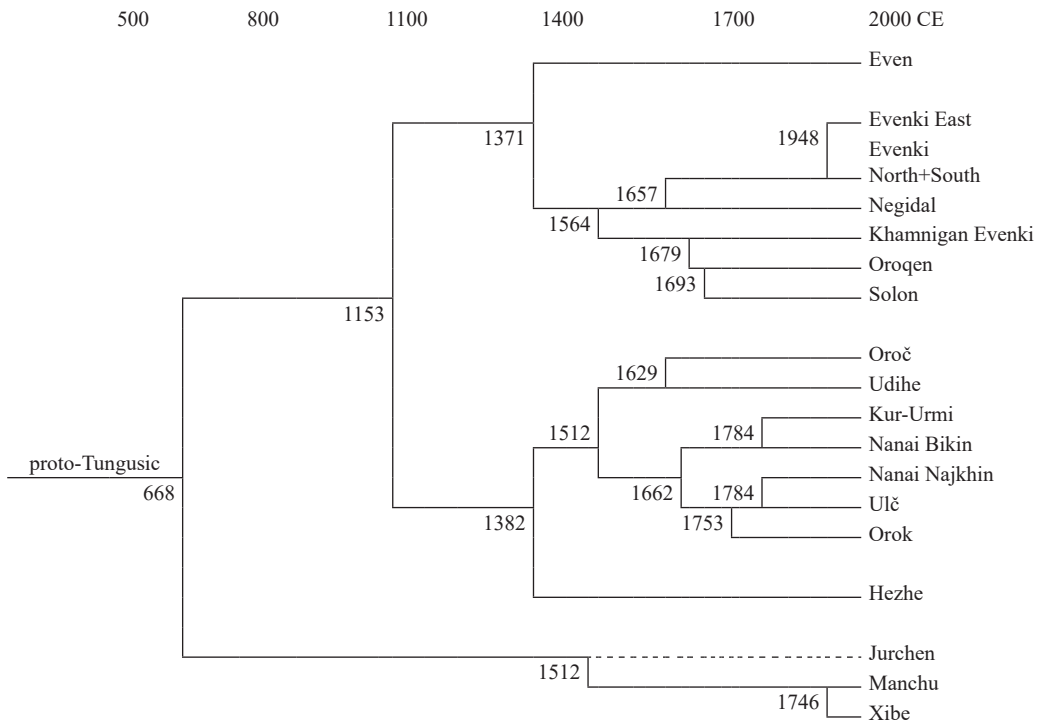 500 800 1100 1400 1700 2000 CE
Even
Evenki East
1948
1371
Evenki
North+South
1657
Negidal
1564
Khamnigan Evenki
1679
Oroqen
1693
Solon
1153
Oroč
1629
Udihe
Kur-Urmi
1512
1784
Nanai Bikin
proto-Tungusic
Nanai Najkhin
668
1662
1784
Ulč
1382
1753
Orok
Hezhe
Jurchen
1512
Manchu
1746
Xibe